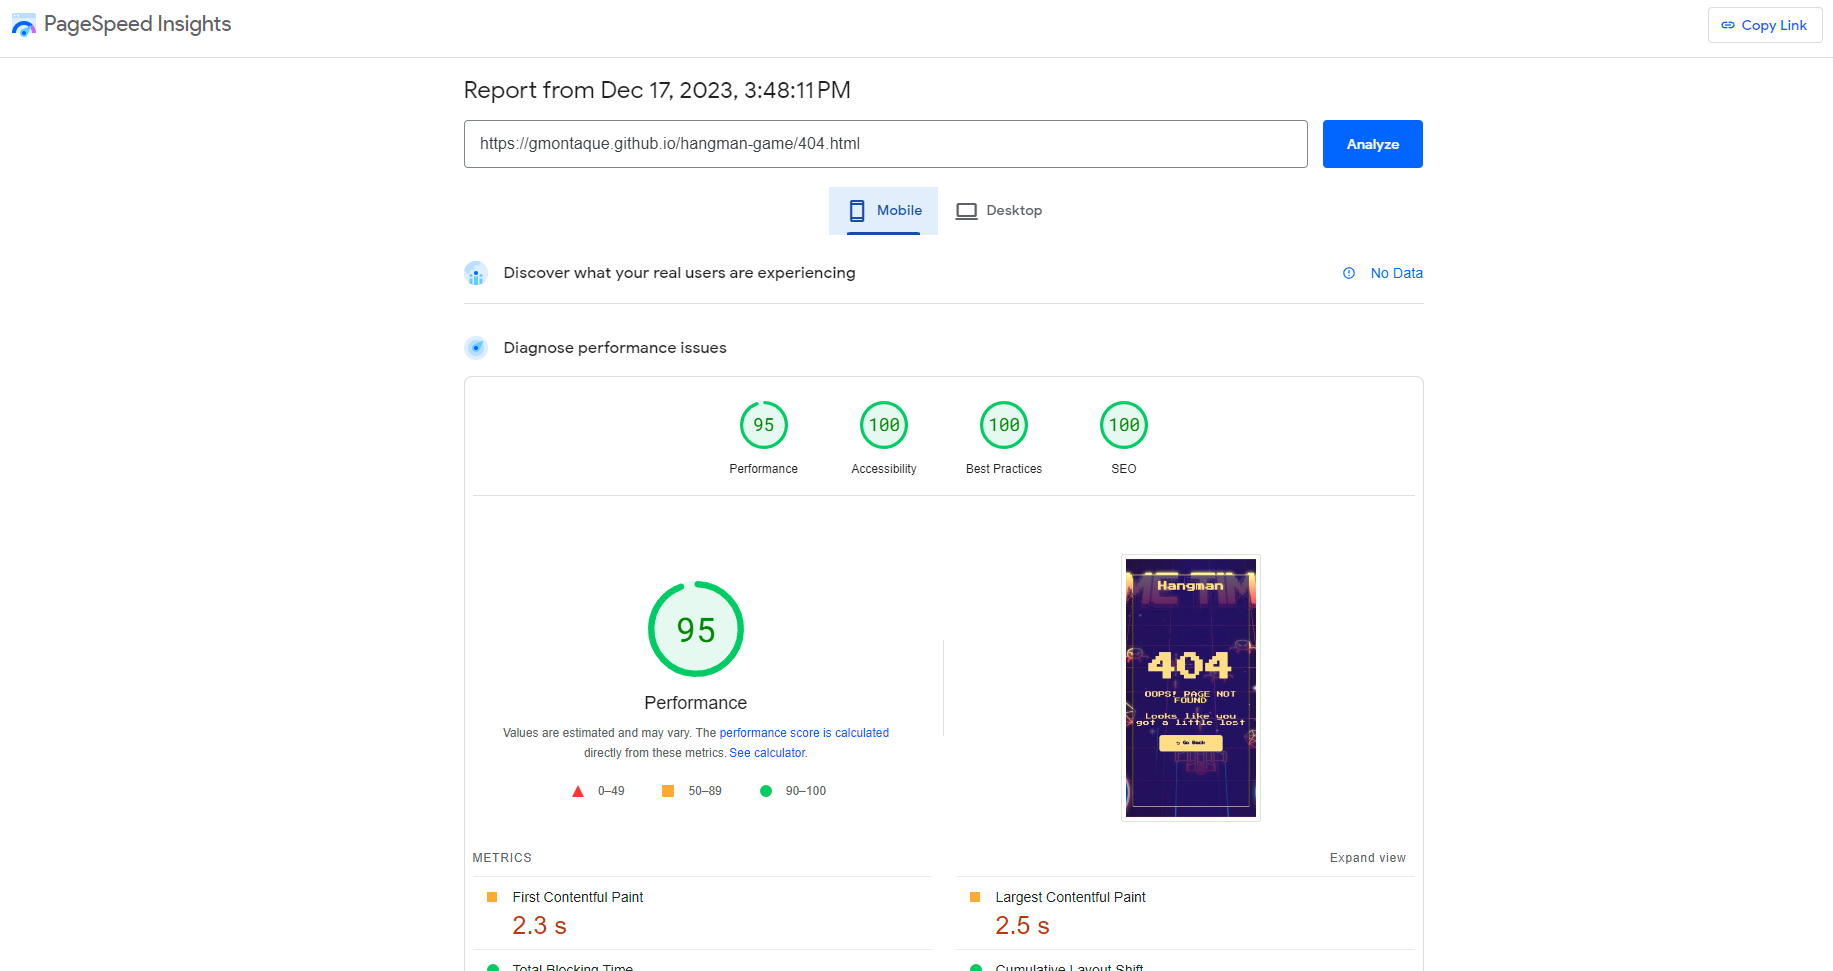 PageSpeed Insights
Copy Link
Report from Dec 17, 2023, 3:48:11 PM
https://gmontaque.github.io/hangman-game/404.html
Analyze
Mobile
Desktop
Discover what your real users are experiencing
No Data
Diagnose performance issues
95
100
100
100
Performance
Accessibility
Best Practices
SEO
95
Performance
Values are estimated and may vary. The performance score is calculated
directly from these metrics. See calculator.
0–49
50–89
90–100
Hangman
404
OOPS! PAGE NOT
FOUND
Looks like you
got a little lost
Go Back
METRICS
Expand view
First Contentful Paint
2.3 s
Largest Contentful Paint
2.5 s
Total Blocking Time
Cumulative Layout Shift